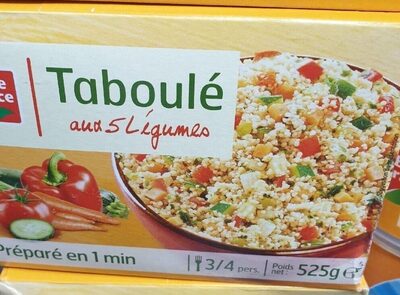 Taboulé
aux 5 Légumes
Préparé en 1 min
3/4 pers.
Poids
net :
525g